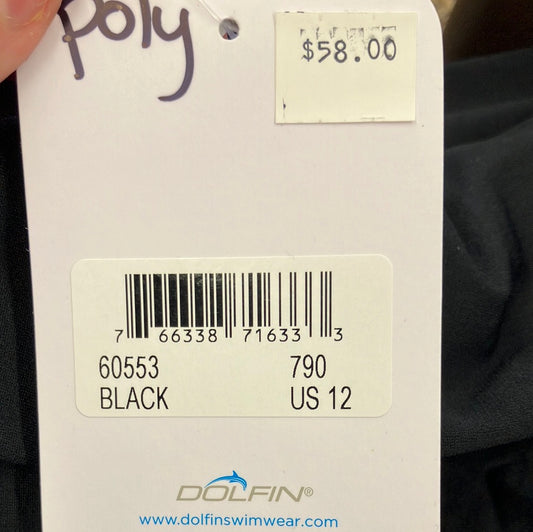 poly
$58.00
7 66338 71633 3
60553 790
BLACK US 12
DOLFIN®
www.dolfinswimwear.com